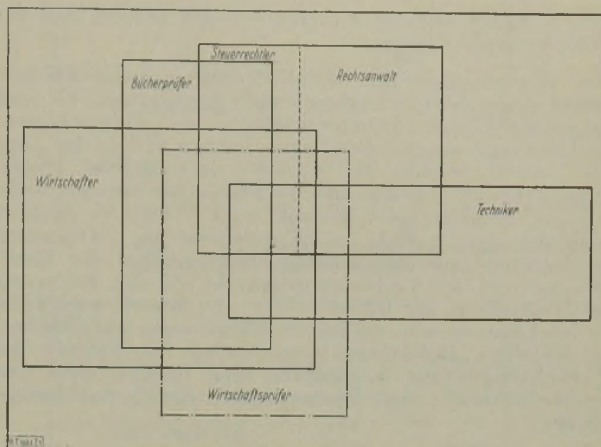 Steuerrechtler
Bücherprüfer
Rechtsanwalt
Wirtschafter
Techniker
Wirtschaftsprüfer